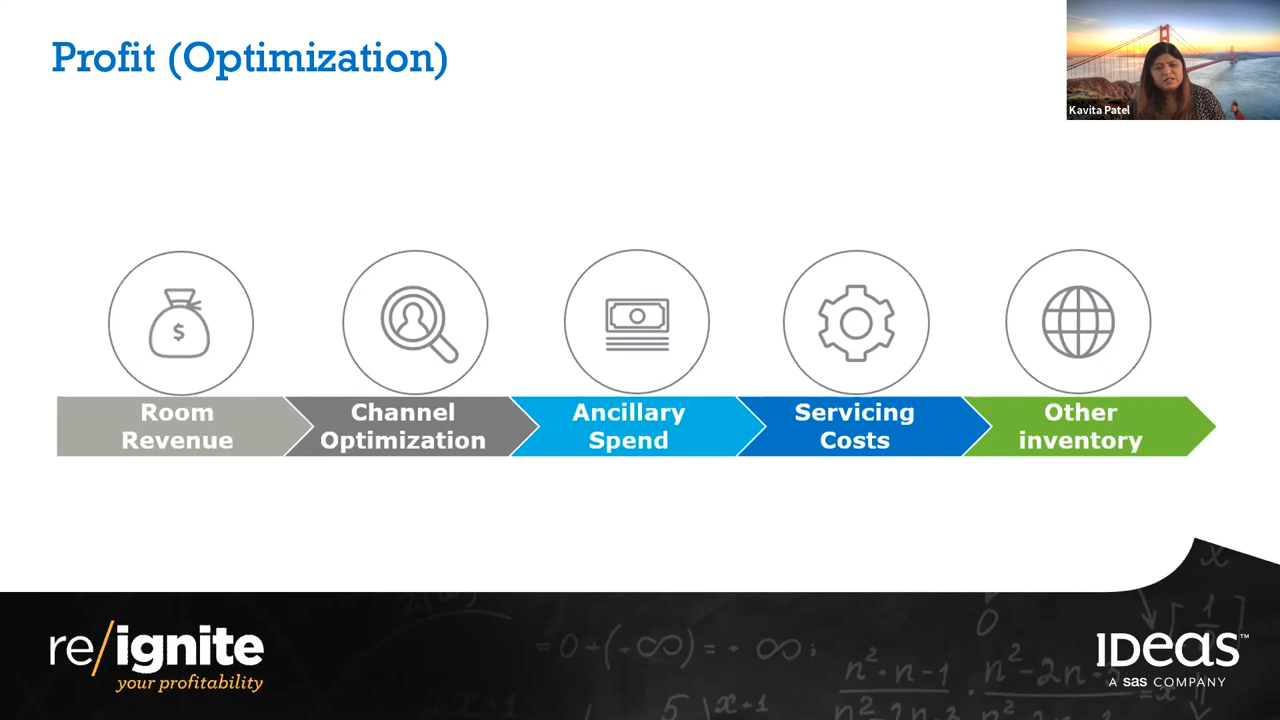 Profit (Optimization)
Kavita Patel
$
Room
Revenue
Channel
Optimization
Ancillary
Spend
Servicing
Costs
Other
inventory
re/ignite
your profitability
IDeaS™
A sas COMPANY